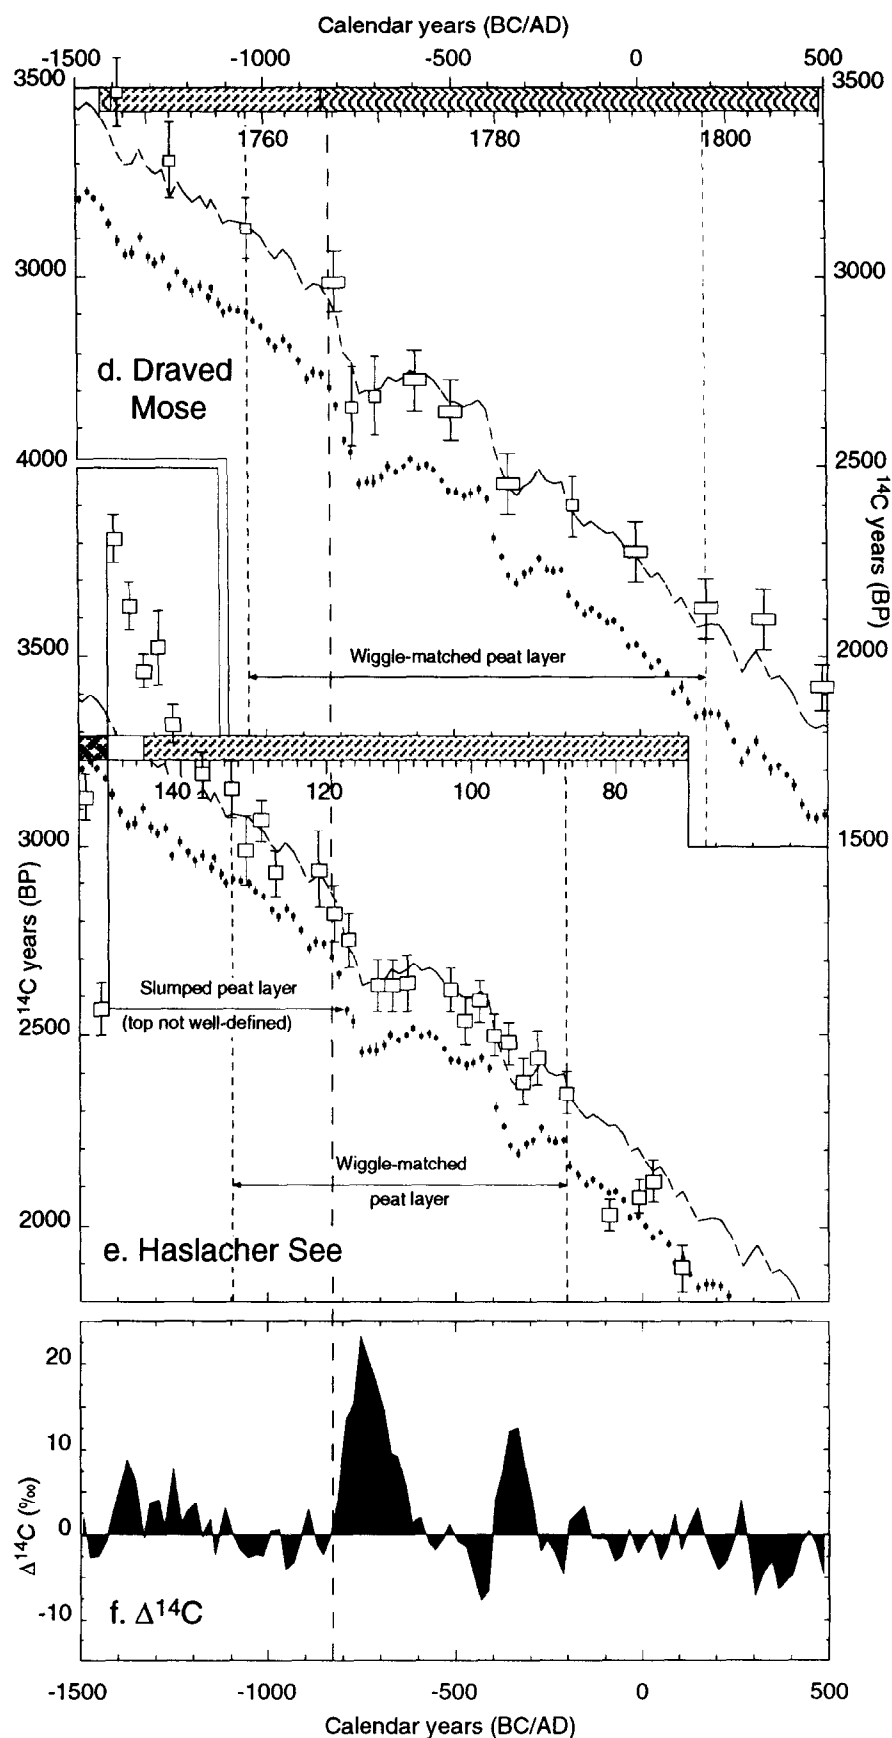 Calendar years (BC/AD)
-1500 -1000 -500 0 500
3500 3500
1760 1780 1800
3000 3000
d. Draved
Mose
4000 2500
¹⁴C years (BP)
Wiggle-matched peat layer
3500 2000
140 120 100 80
3000 1500
¹⁴C years (BP)
Slumped peat layer
(top not well-defined)
2500
Wiggle-matched
peat layer
2000
e. Haslacher See
20
10
0
-10
Δ¹⁴C (‰)
f. Δ¹⁴C
-1500 -1000 -500 0 500
Calendar years (BC/AD)